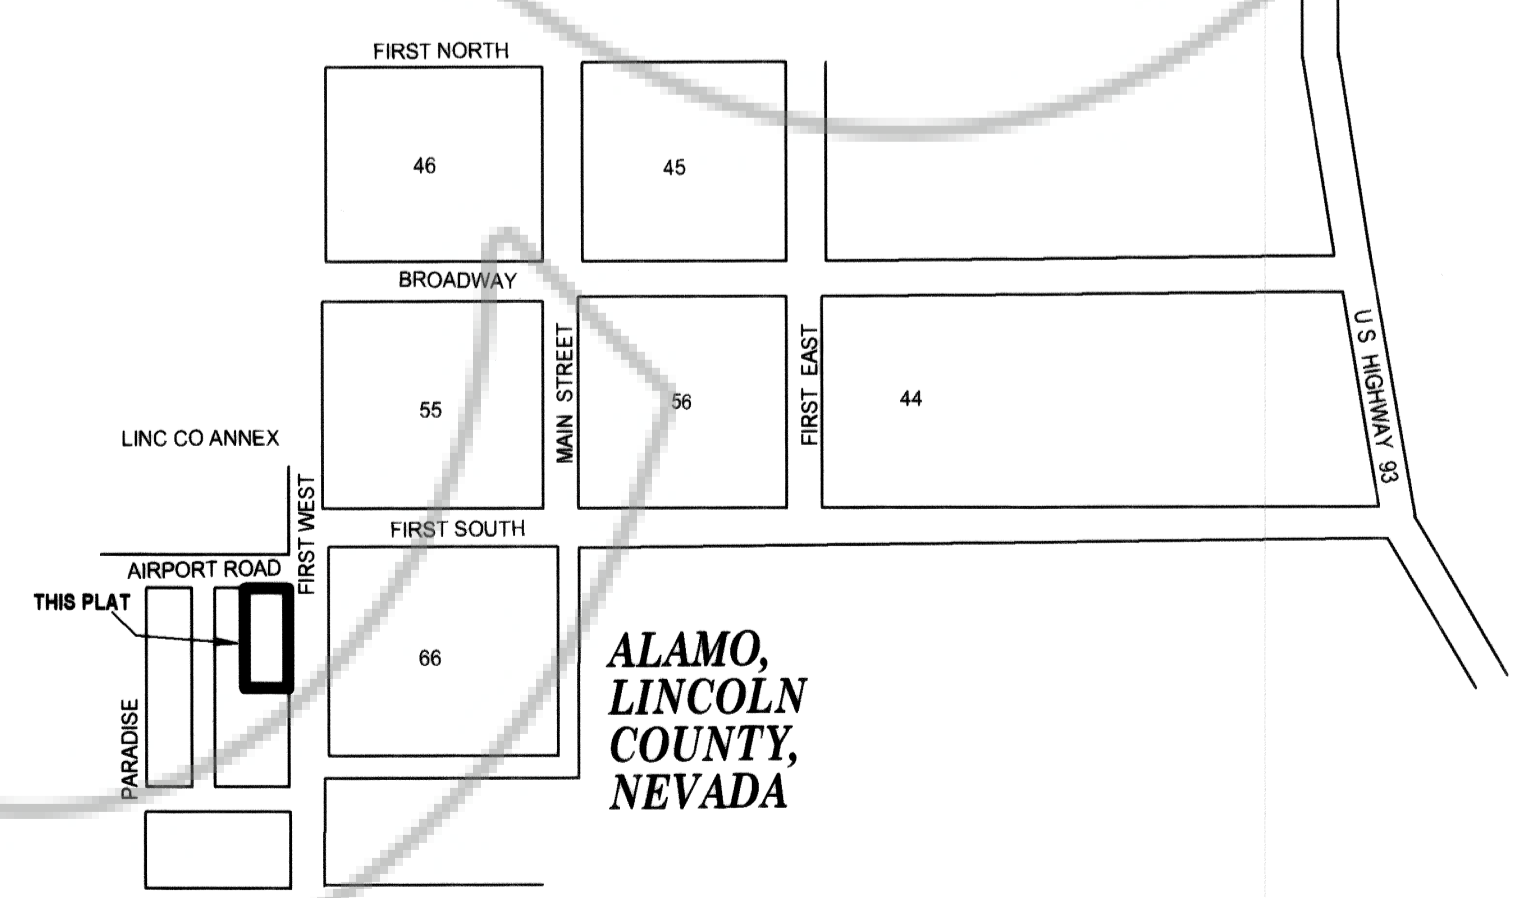 FIRST NORTH
46
45
BROADWAY
MAIN STREET
FIRST EAST
U S HIGHWAY 93
55
56
44
LINC CO ANNEX
FIRST WEST
FIRST SOUTH
AIRPORT ROAD
THIS PLAT
66
PARADISE
ALAMO,
LINCOLN
COUNTY,
NEVADA